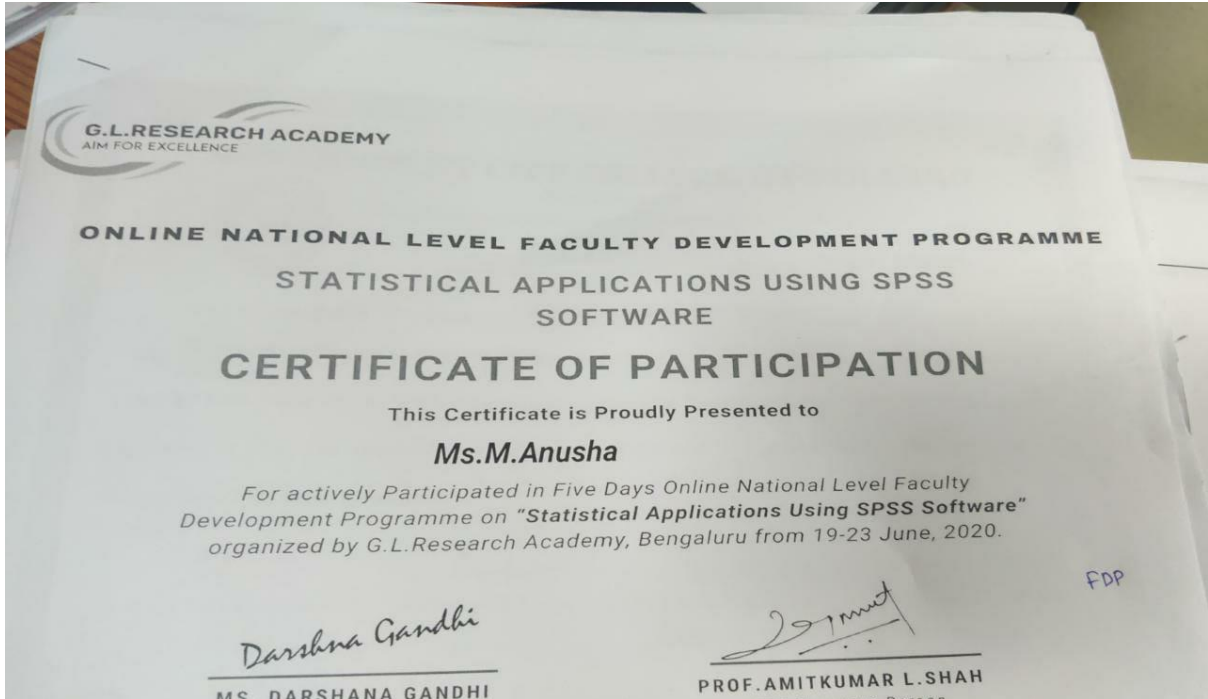 G.L.RESEARCH ACADEMY
AIM FOR EXCELLENCE
ONLINE NATIONAL LEVEL FACULTY DEVELOPMENT PROGRAMME
STATISTICAL APPLICATIONS USING SPSS
SOFTWARE
CERTIFICATE OF PARTICIPATION
This Certificate is Proudly Presented to
Ms.M.Anusha
For actively Participated in Five Days Online National Level Faculty
Development Programme on "Statistical Applications Using SPSS Software"
organized by G.L.Research Academy, Bengaluru from 19-23 June, 2020.
FDP
Darshna Gandhi
MS. DARSHANA GANDHI
PROF.AMITKUMAR L.SHAH